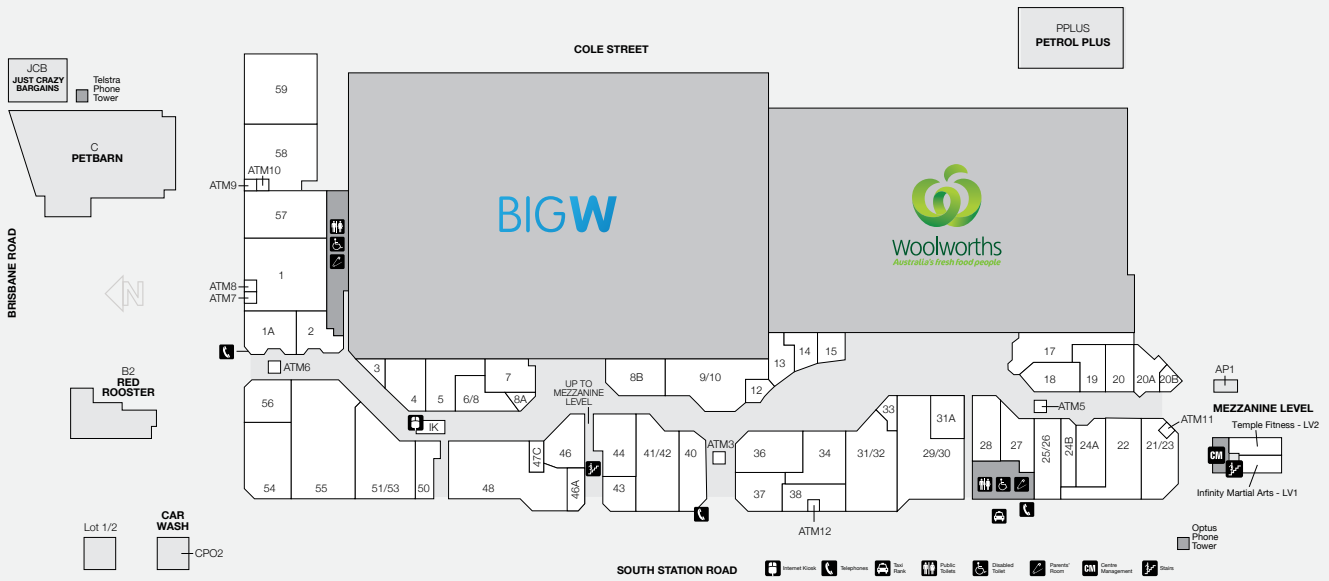 COLE STREET
PPLUS
PETROL PLUS
JCB
JUST CRAZY
BARGAINS
Telstra
Phone
Tower
C
PETBARN
BRISBANE ROAD
N
59
58
ATM10
ATM9
57
1
ATM8
ATM7
1A
2
ATM6
BIGW
Woolworths
Australia's fresh food people
3
4
5
6/8
7
8A
UP TO
MEZZANINE
LEVEL
8B
9/10
12
13
14
15
17
18
19
20
20A
20B
AP1
B2
RED
ROOSTER
56
54
55
51/53
50
IK
48
47C
46
46A
44
43
41/42
40
ATM3
36
37
38
34
ATM12
31/32
33
31A
29/30
28
27
ATM5
25/26
24B
24A
22
21/23
ATM11
MEZZANINE LEVEL
Temple Fitness - LV2
CM
Infinity Martial Arts - LV1
Lot 1/2
CAR
WASH
CPO2
Optus
Phone
Tower
SOUTH STATION ROAD
Internet Kiosk
Telephones
Taxi
Rank
Public
Toilets
Disabled
Toilet
Parents'
Room
CM
Centre
Management
Stairs